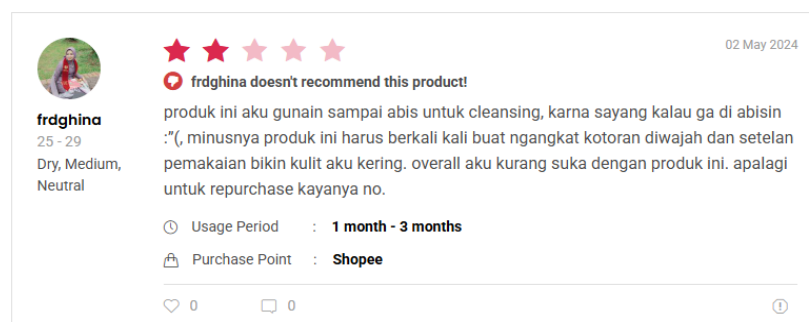 02 May 2024
frdghina doesn't recommend this product!
frdghina
25 - 29
Dry, Medium,
Neutral
produk ini aku gunain sampai abis untuk cleansing, karna sayang kalau ga di abisin
:"(, minusnya produk ini harus berkali kali buat ngangkat kotoran diwajah dan setelan
pemakaian bikin kulit aku kering. overall aku kurang suka dengan produk ini. apalagi
untuk repurchase kayanya no.
Usage Period : 1 month - 3 months
Purchase Point : Shopee
0 0